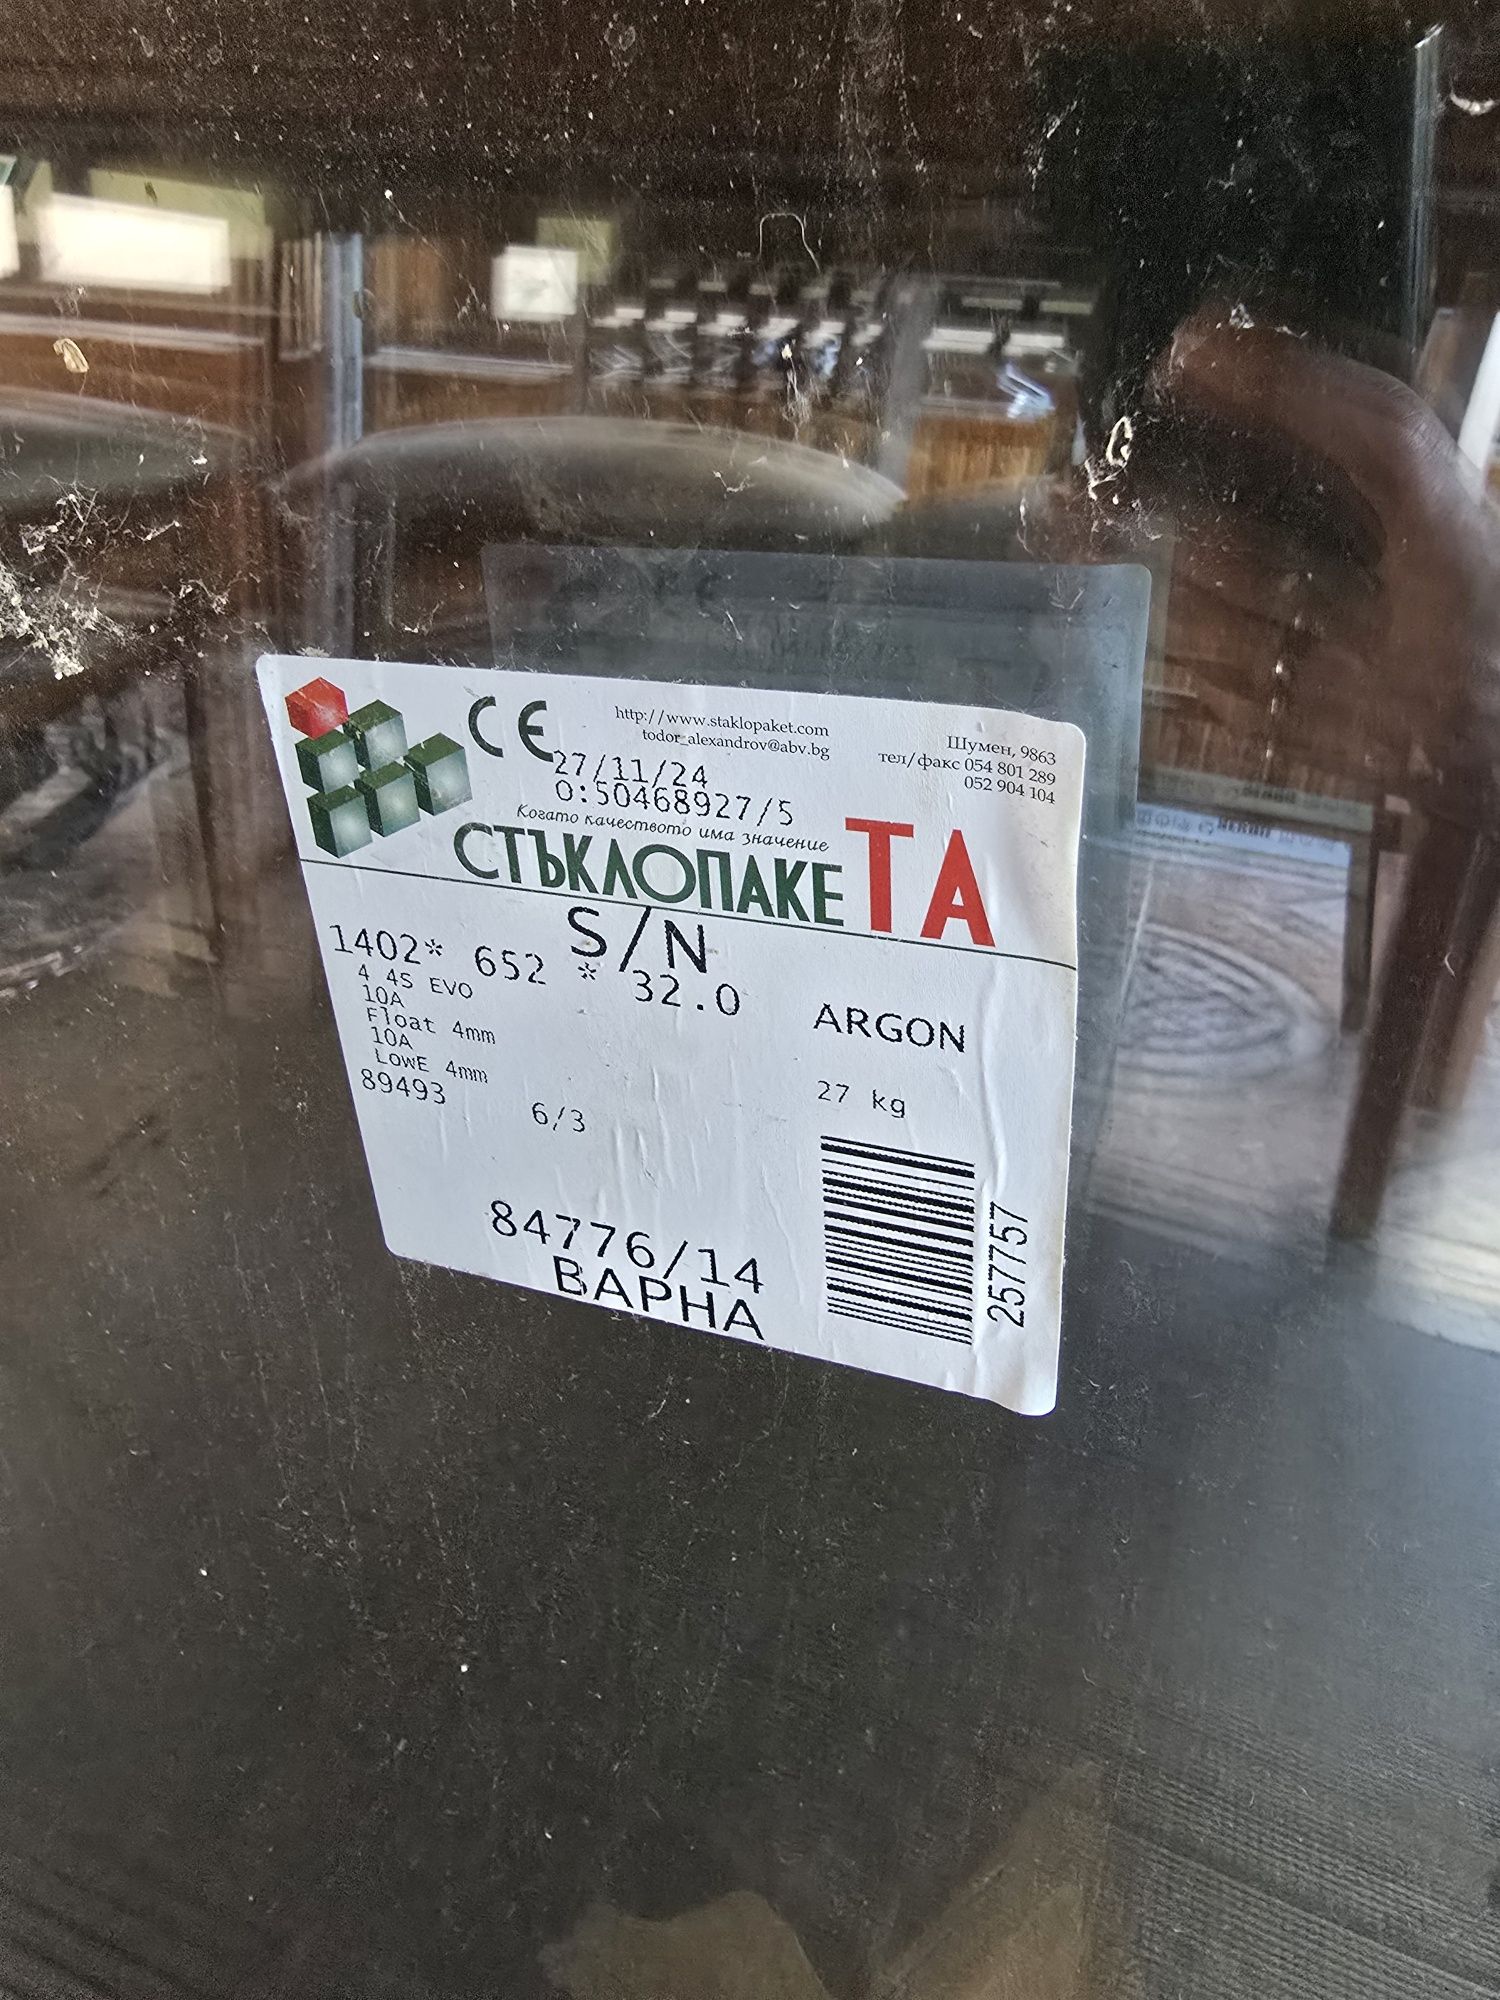 CE
http://www.staklopaket.com
todor_alexandrov@abv.bg
Шумен, 9863
тел/факс 054 801 289
052 904 104
27/11/24
O:50468927/5
Когато качеството има значение
СТЪКЛОПАКЕТА
S/N
1402* 652 * 32.0
4 4S EVO
10A
Float 4mm
10A
LowE 4mm
89493
6/3
ARGON
27 kg
84776/14
ВАРНА
257757